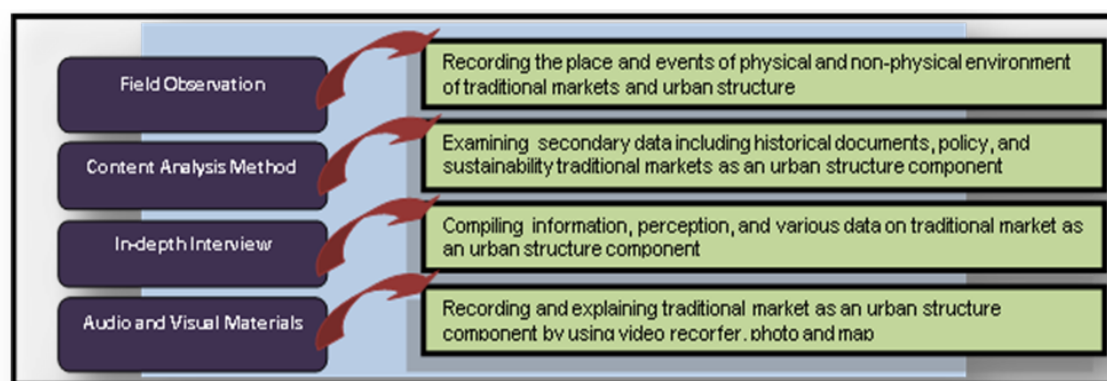 Field Observation
Recording the place and events of physical and non-physical environment
of traditional markets and urban structure
Content Analysis Method
Examining secondary data including historical documents, policy, and
sustainability traditional markets as an urban structure component
In-depth Interview
Compiling information, perception, and various data on traditional market as
an urban structure component
Audio and Visual Materials
Recording and explaining traditional market as an urban structure
component by using video recorfer, photo and map